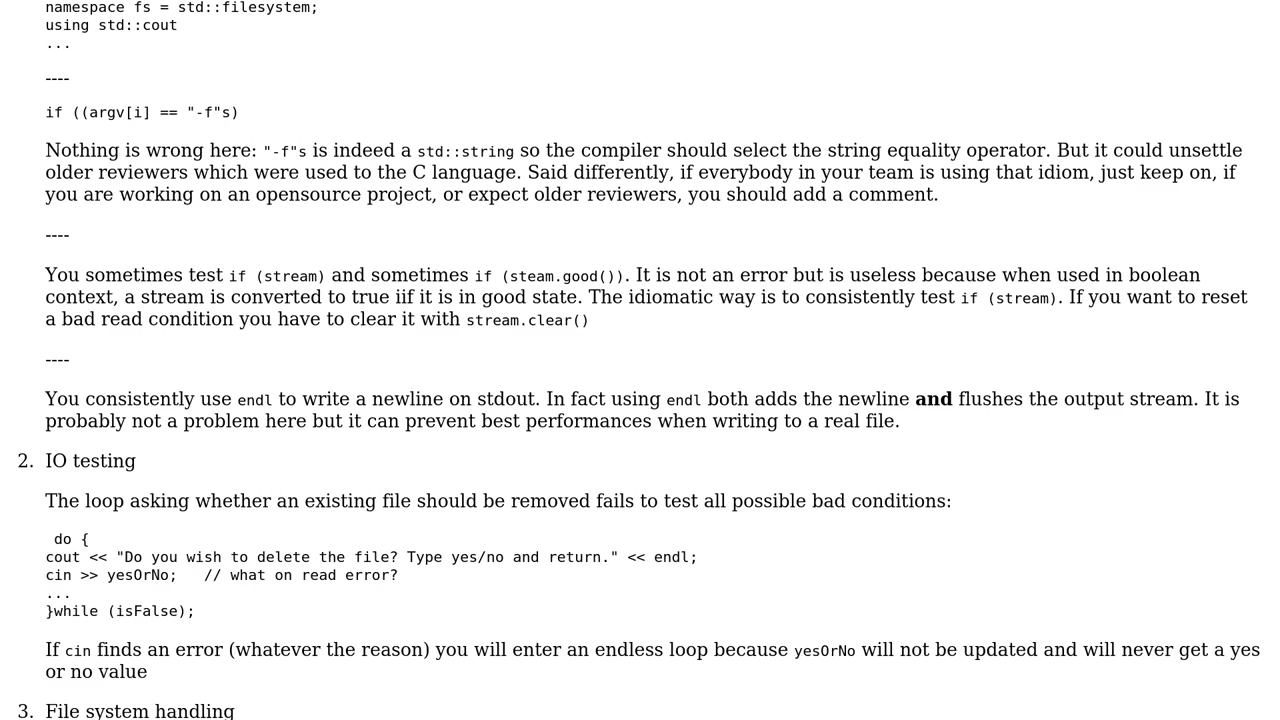 namespace fs = std::filesystem;
using std::cout
...
----
if ((argv[i] == "-f"s)
Nothing is wrong here: "-f"s is indeed a std::string so the compiler should select the string equality operator. But it could unsettle
older reviewers which were used to the C language. Said differently, if everybody in your team is using that idiom, just keep on, if
you are working on an opensource project, or expect older reviewers, you should add a comment.
----
You sometimes test if (stream) and sometimes if (steam.good()). It is not an error but is useless because when used in boolean
context, a stream is converted to true iif it is in good state. The idiomatic way is to consistently test if (stream). If you want to reset
a bad read condition you have to clear it with stream.clear()
----
You consistently use endl to write a newline on stdout. In fact using endl both adds the newline and flushes the output stream. It is
probably not a problem here but it can prevent best performances when writing to a real file.
2. IO testing
The loop asking whether an existing file should be removed fails to test all possible bad conditions:
do {
cout << "Do you wish to delete the file? Type yes/no and return." << endl;
cin >> yesOrNo;   // what on read error?
...
}while (isFalse);
If cin finds an error (whatever the reason) you will enter an endless loop because yesOrNo will not be updated and will never get a yes
or no value
3. File system handling